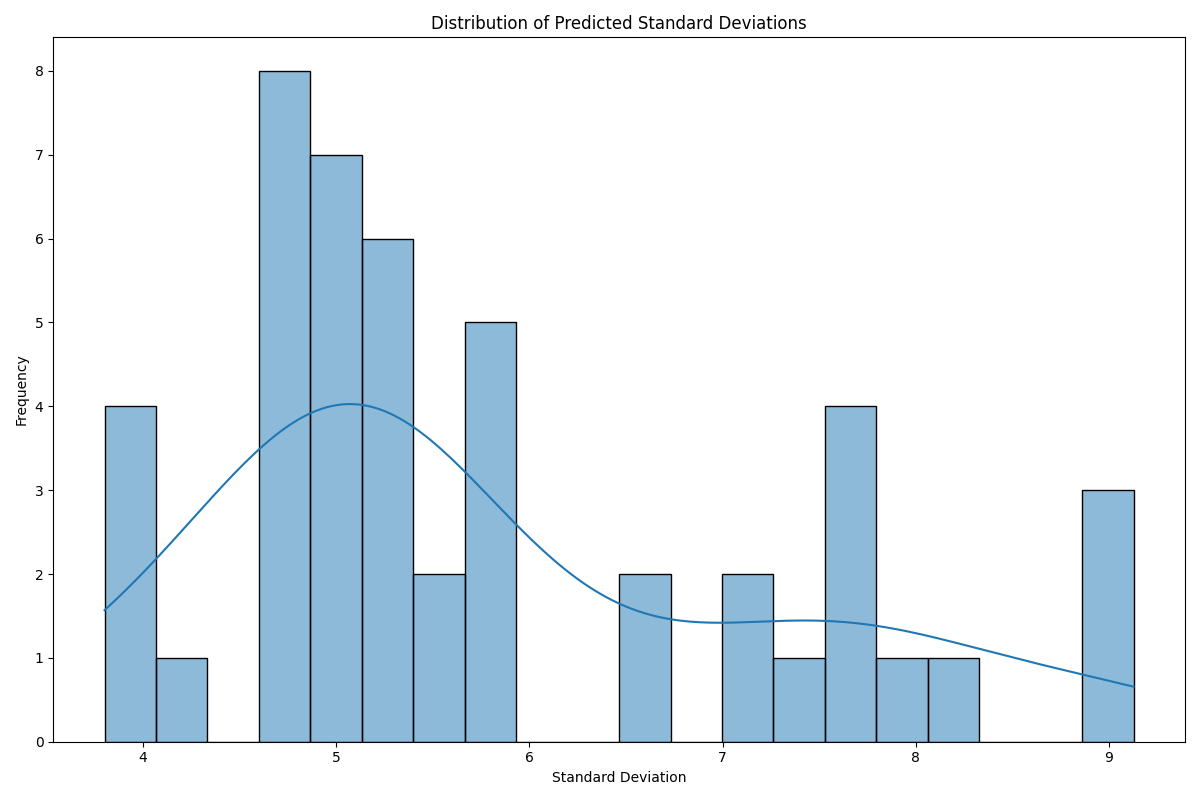 Distribution of Predicted Standard Deviations
Frequency
8
7
6
5
4
3
2
1
0
4 5 6 7 8 9
Standard Deviation